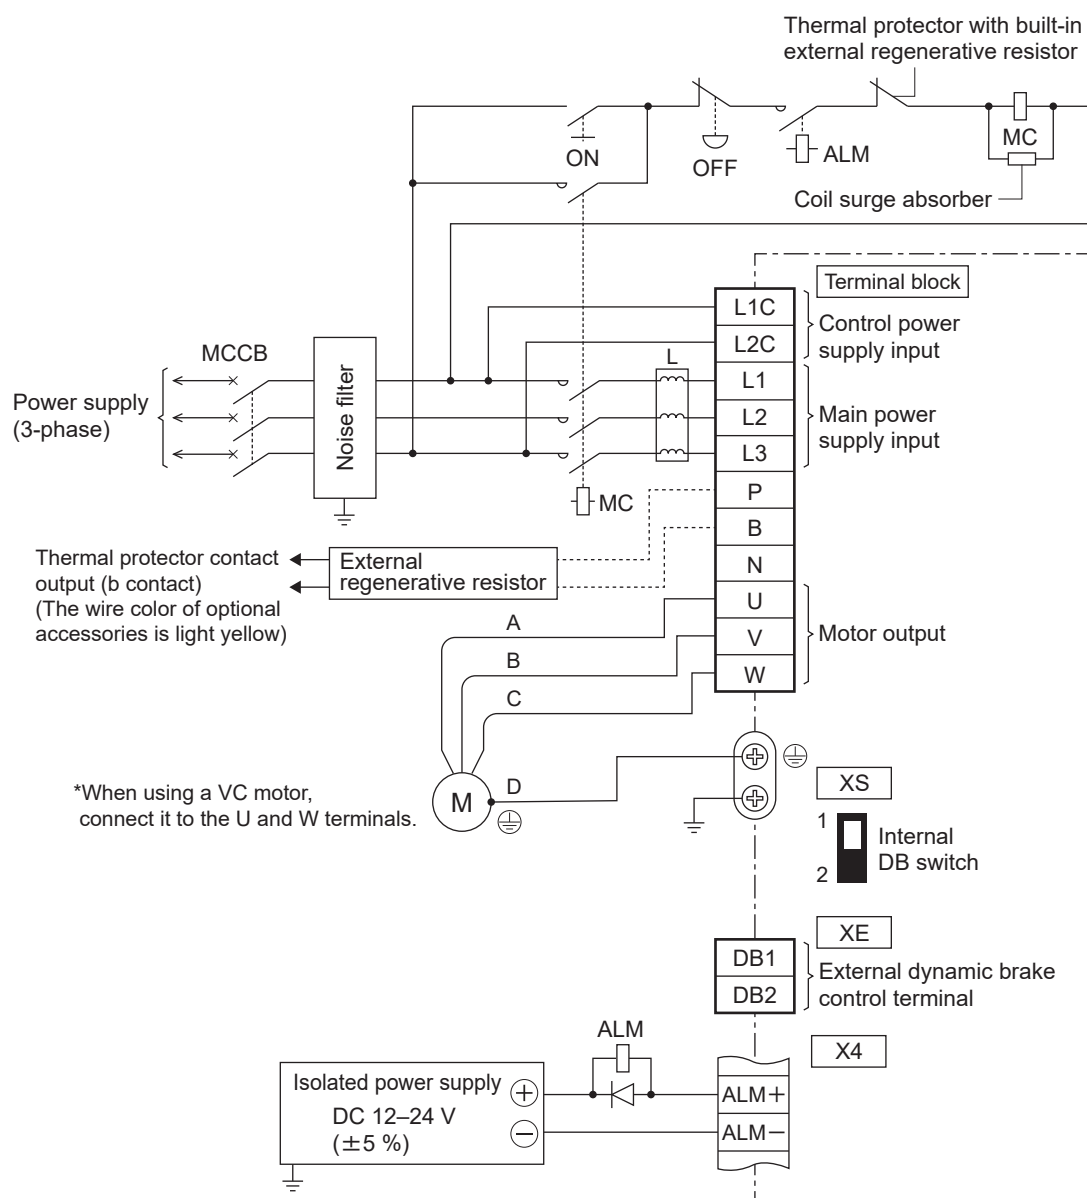 Thermal protector with built-in
external regenerative resistor
ON
OFF
ALM
MC
Coil surge absorber
Terminal block
L1C
L2C
Control power
supply input
MCCB
L
L1
L2
L3
Main power
supply input
Power supply
(3-phase)
Noise filter
MC
P
B
N
Thermal protector contact
output (b contact)
(The wire color of optional
accessories is light yellow)
External
regenerative resistor
U
V
W
Motor output
A
B
C
D
M
*When using a VC motor,
connect it to the U and W terminals.
XS
1
2
Internal
DB switch
XE
DB1
DB2
External dynamic brake
control terminal
ALM
X4
Isolated power supply
DC 12–24 V
(±5 %)
+
−
ALM+
ALM−